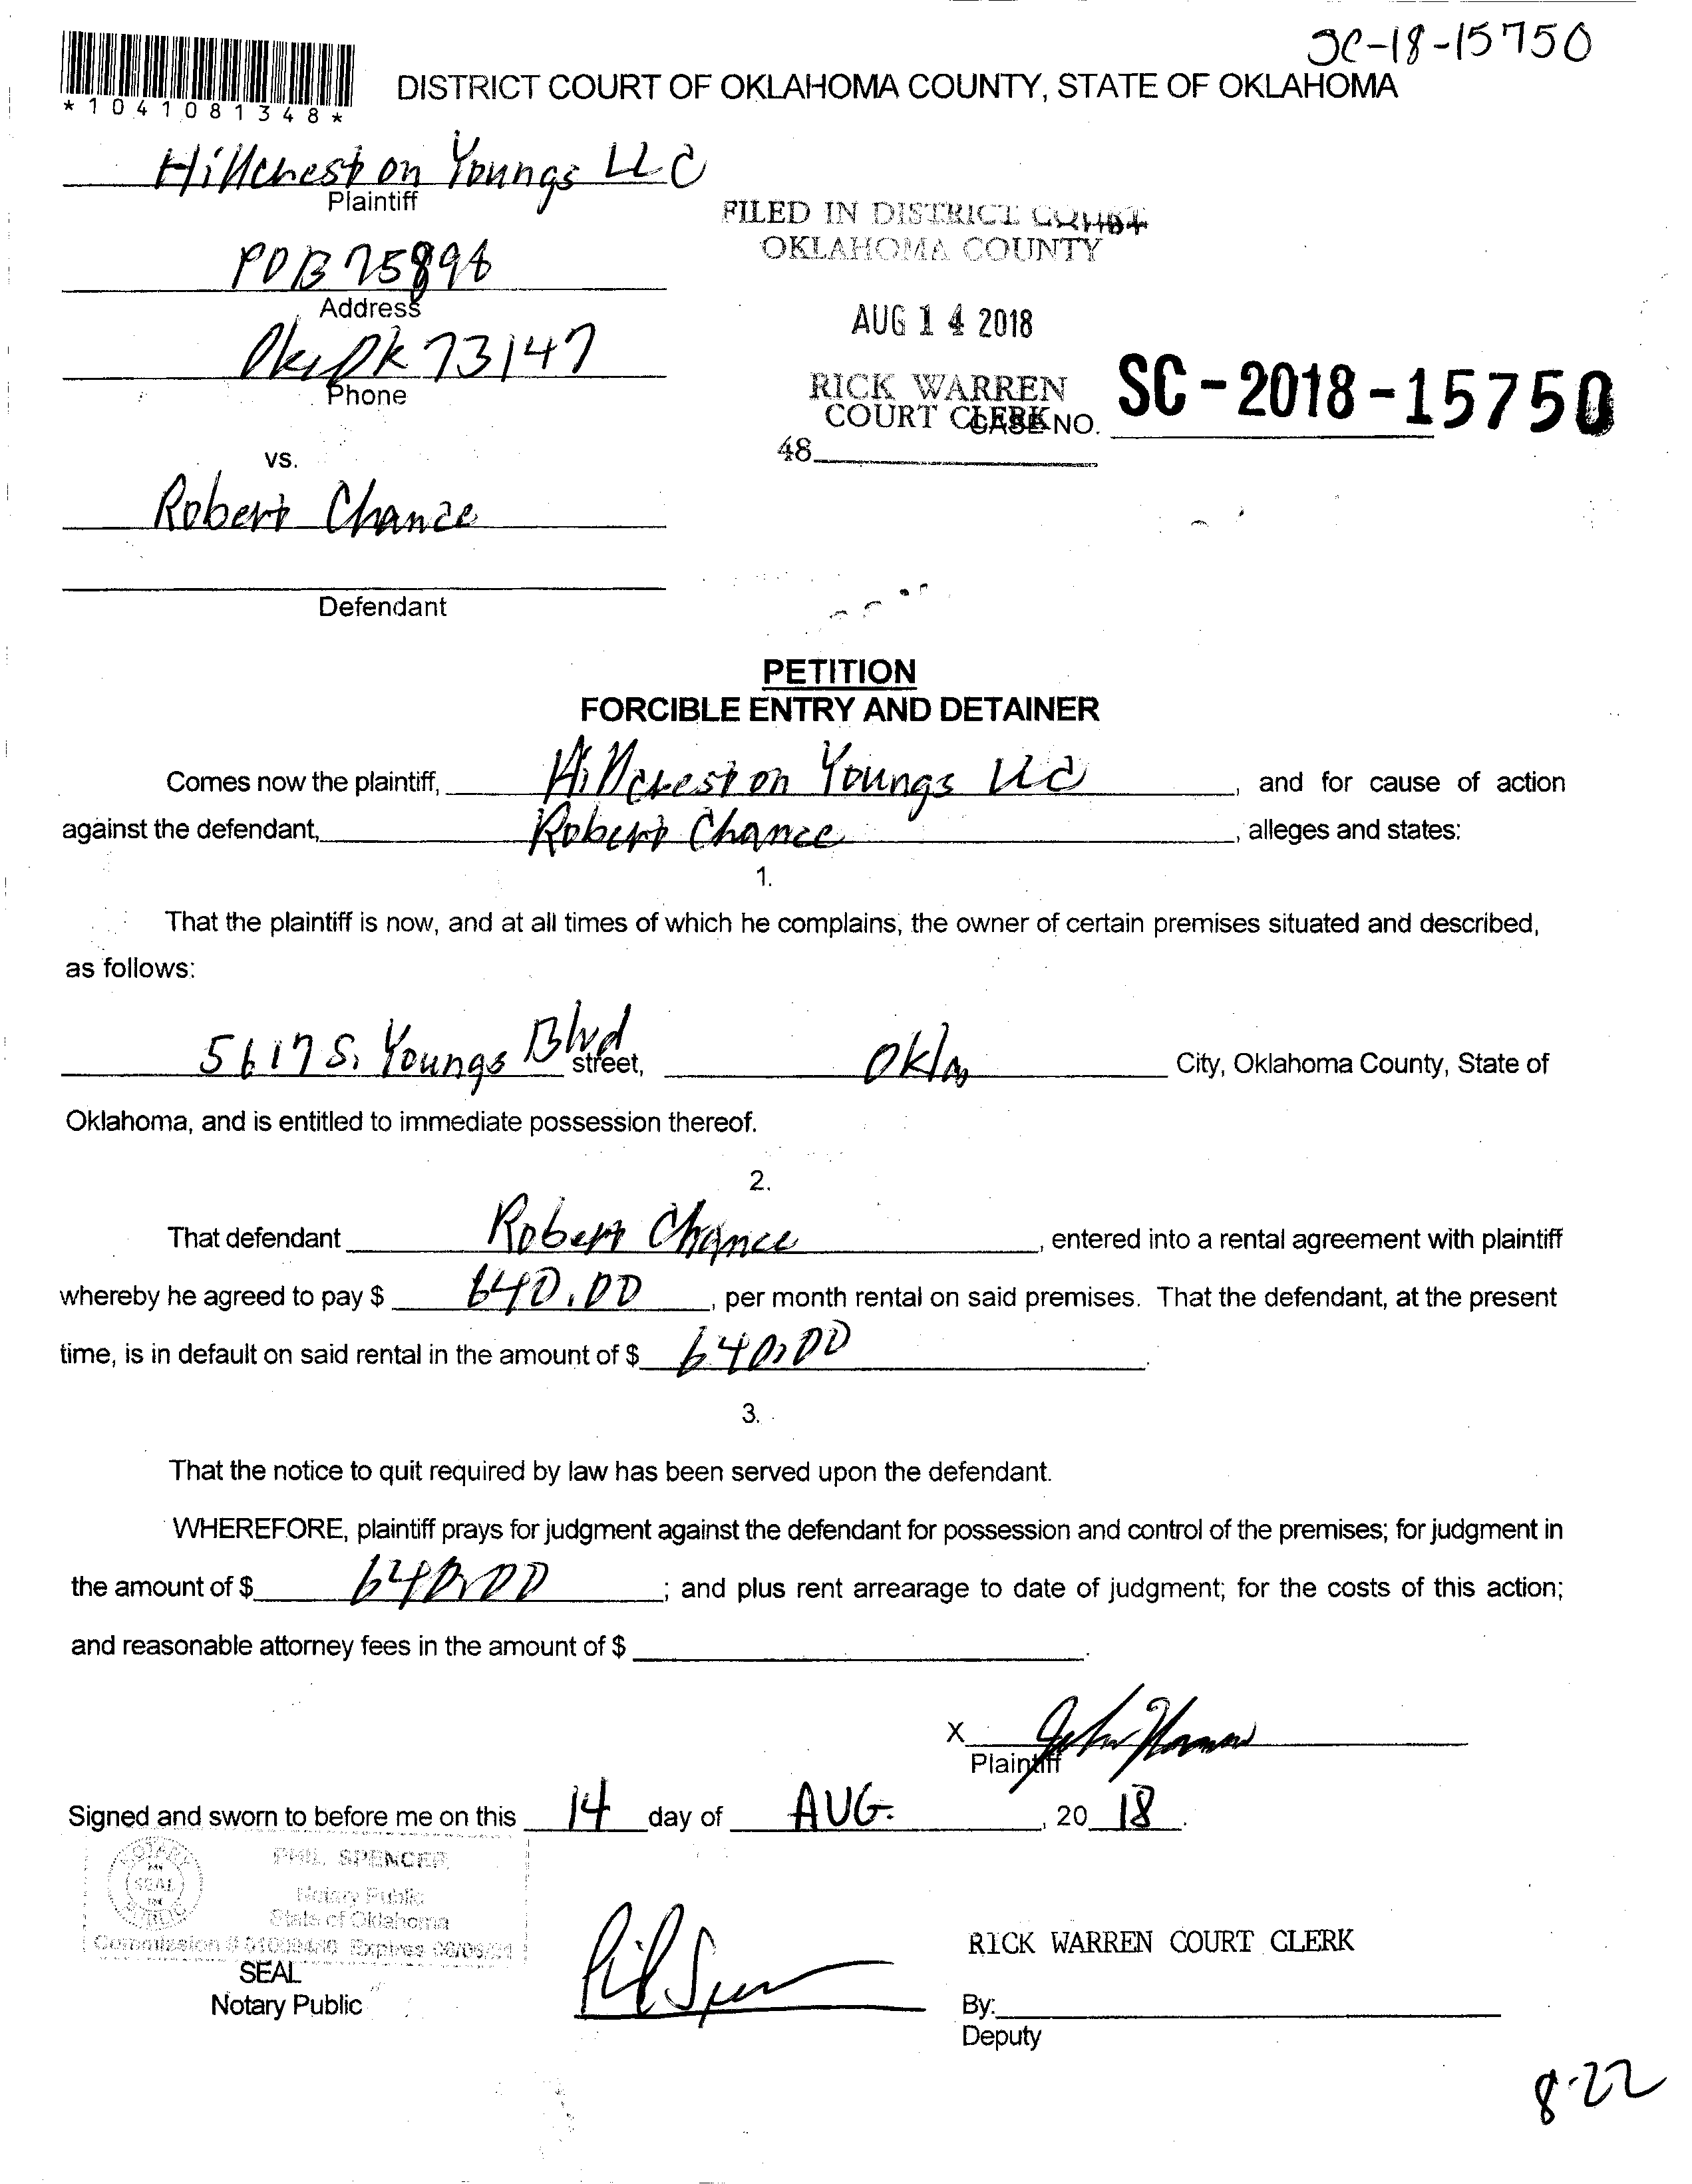 SC-18-15750
*1041081348*
DISTRICT COURT OF OKLAHOMA COUNTY, STATE OF OKLAHOMA
Hillcrest on Youngs LLC
Plaintiff
FILED IN DISTRICT COURT
OKLAHOMA COUNTY
POB 75898
Address
AUG 14 2018
Ok, Ok 73147
Phone
RICK WARREN
COURT CLERK
CASE NO. SC-2018-15750
48
vs.
Robert Chance
Defendant
PETITION
FORCIBLE ENTRY AND DETAINER
Comes now the plaintiff, Hillcrest on Youngs LLC, and for cause of action
against the defendant, Robert Chance, alleges and states:
1.
That the plaintiff is now, and at all times of which he complains, the owner of certain premises situated and described,
as follows:
5617 S. Youngs Blvd street, Okla City, Oklahoma County, State of
Oklahoma, and is entitled to immediate possession thereof.
2.
That defendant Robert Chance, entered into a rental agreement with plaintiff
whereby he agreed to pay $ 640.00, per month rental on said premises. That the defendant, at the present
time, is in default on said rental in the amount of $ 640.00.
3.
That the notice to quit required by law has been served upon the defendant.
WHEREFORE, plaintiff prays for judgment against the defendant for possession and control of the premises; for judgment in
the amount of $ 640.00; and plus rent arrearage to date of judgment; for the costs of this action;
and reasonable attorney fees in the amount of $ .
X
Plaintiff
Signed and sworn to before me on this 14 day of AUG., 20 18.
PHIL SPENCER
NOTARY
SEAL
PUBLIC
Notary Public
State of Oklahoma
Commission # Expires
SEAL
Notary Public
Phil Spencer
RICK WARREN COURT CLERK
By:
Deputy
8-22